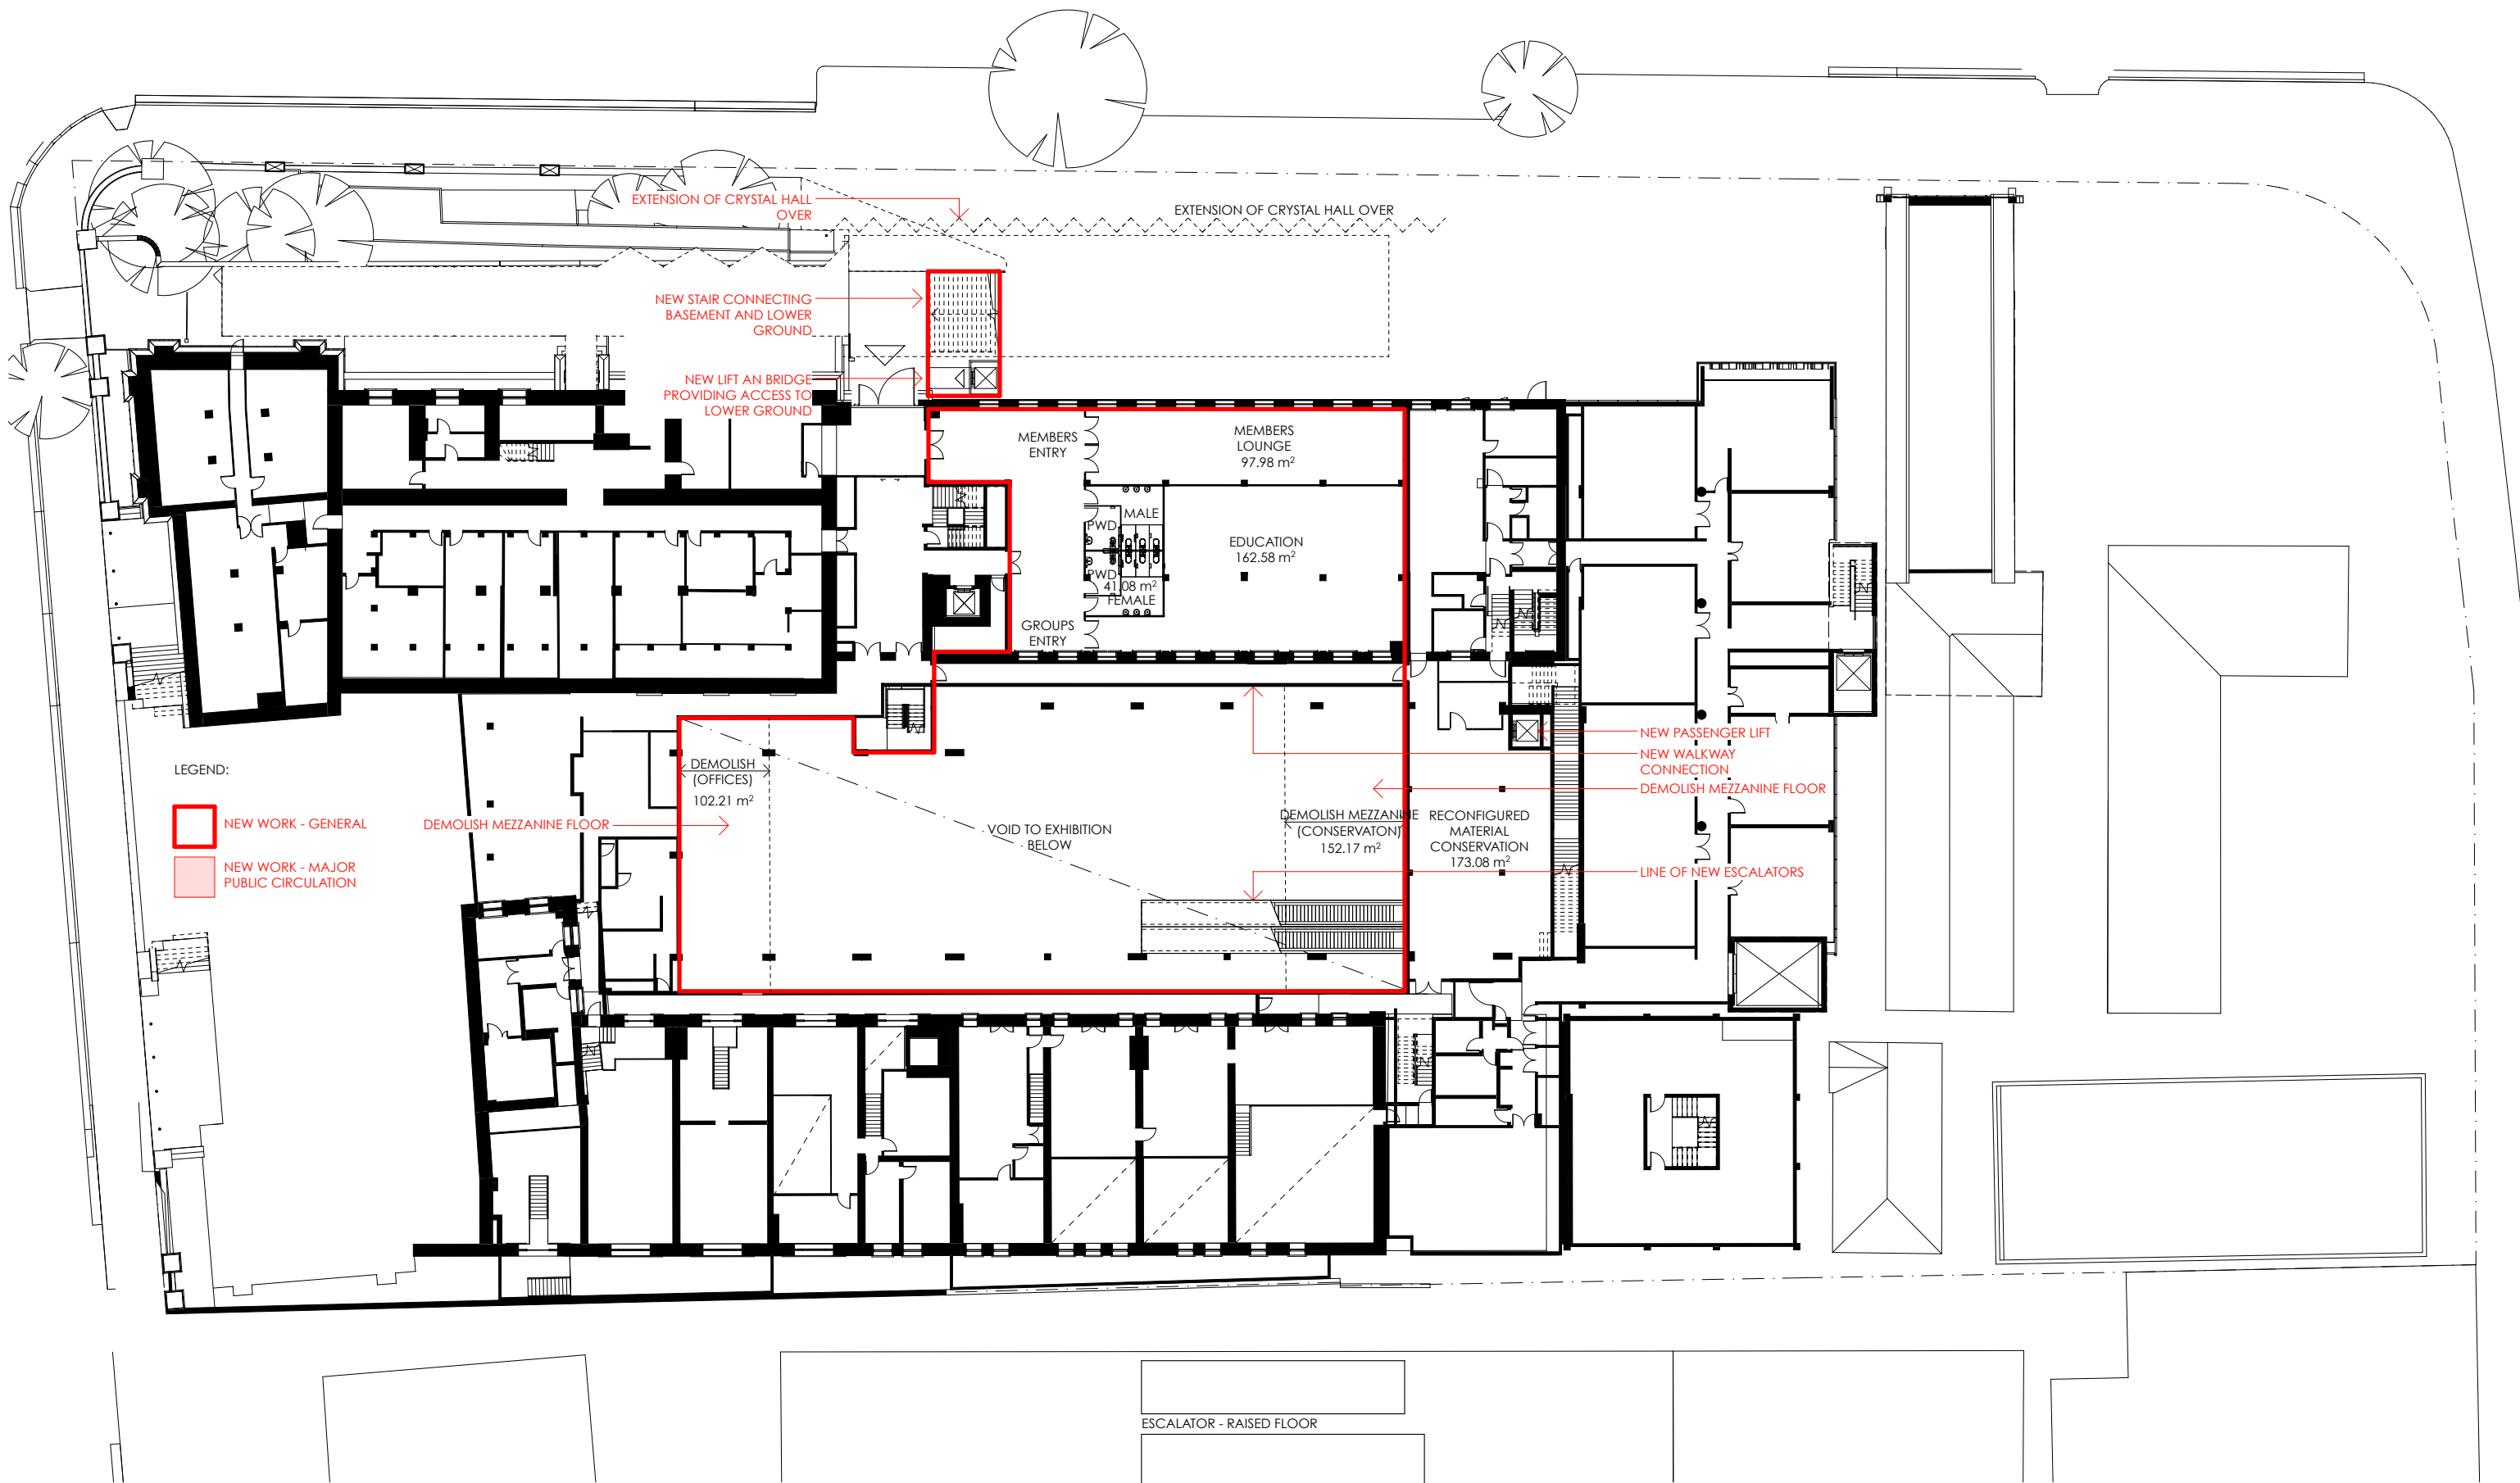 EXTENSION OF CRYSTAL HALL
OVER
EXTENSION OF CRYSTAL HALL OVER
NEW STAIR CONNECTING
BASEMENT AND LOWER
GROUND
NEW LIFT AN BRIDGE
PROVIDING ACCESS TO
LOWER GROUND
MEMBERS
ENTRY
MEMBERS
LOUNGE
97.98 m²
MALE
PWD
EDUCATION
162.58 m²
PWD
41.08 m²
FEMALE
GROUPS
ENTRY
NEW PASSENGER LIFT
NEW WALKWAY
CONNECTION
DEMOLISH MEZZANINE FLOOR
LEGEND:
NEW WORK - GENERAL
NEW WORK - MAJOR
PUBLIC CIRCULATION
DEMOLISH
(OFFICES)
102.21 m²
DEMOLISH MEZZANINE FLOOR
VOID TO EXHIBITION
BELOW
DEMOLISH MEZZANINE
(CONSERVATON)
152.17 m²
RECONFIGURED
MATERIAL
CONSERVATION
173.08 m²
LINE OF NEW ESCALATORS
ESCALATOR - RAISED FLOOR